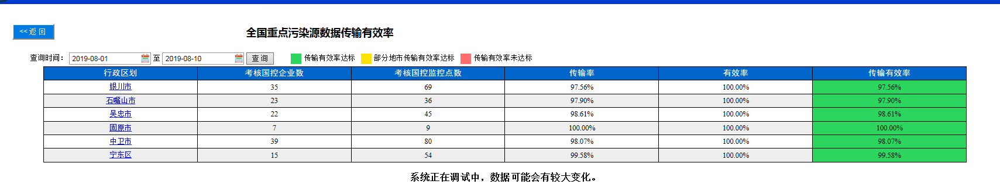 << 返 回
全国重点污染源数据传输有效率
查询时间： 2019-08-01 至 2019-08-10 查 询 传输有效率达标 部分地市传输有效率达标 传输有效率未达标
行政区划 考核国控企业数 考核国控监控点数 传输率 有效率 传输有效率
银川市 35 69 97.56% 100.00% 97.56%
石嘴山市 23 36 97.90% 100.00% 97.90%
吴忠市 22 45 98.61% 100.00% 98.61%
固原市 7 9 100.00% 100.00% 100.00%
中卫市 39 80 98.07% 100.00% 98.07%
宁东区 15 54 99.58% 100.00% 99.58%
系统正在调试中，数据可能会有较大变化。